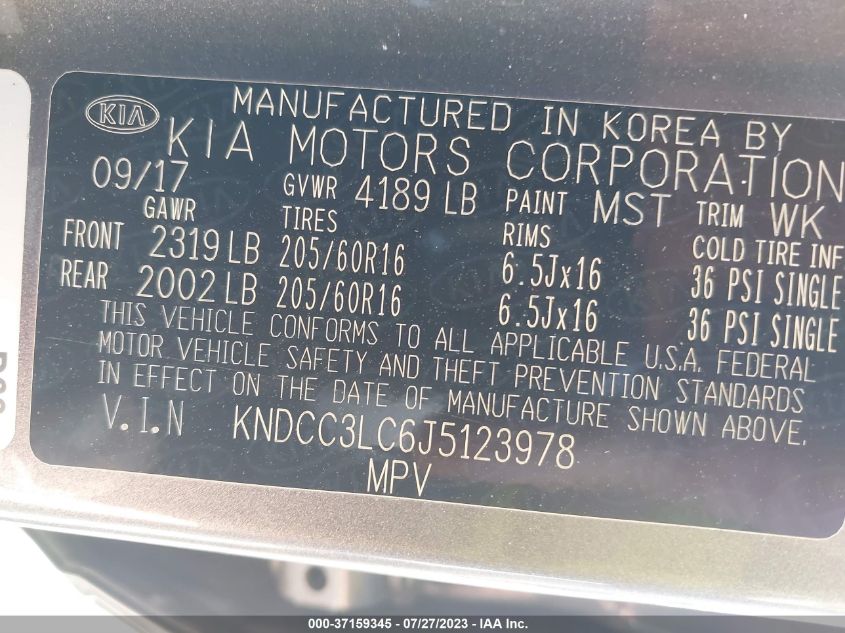 KIA
MANUFACTURED IN KOREA BY
KIA MOTORS CORPORATION
09/17 GVWR 4189 LB PAINT MST TRIM WK
GAWR TIRES RIMS COLD TIRE INF
FRONT 2319 LB 205/60R16 6.5Jx16 36 PSI SINGLE
REAR 2002 LB 205/60R16 6.5Jx16 36 PSI SINGLE
THIS VEHICLE CONFORMS TO ALL APPLICABLE U.S.A. FEDERAL
MOTOR VEHICLE SAFETY AND THEFT PREVENTION STANDARDS
IN EFFECT ON THE DATE OF MANUFACTURE SHOWN ABOVE.
V.I.N KNDCC3LC6J5123978
MPV
000-37159345 / 07/27/2023 / IAA Inc.